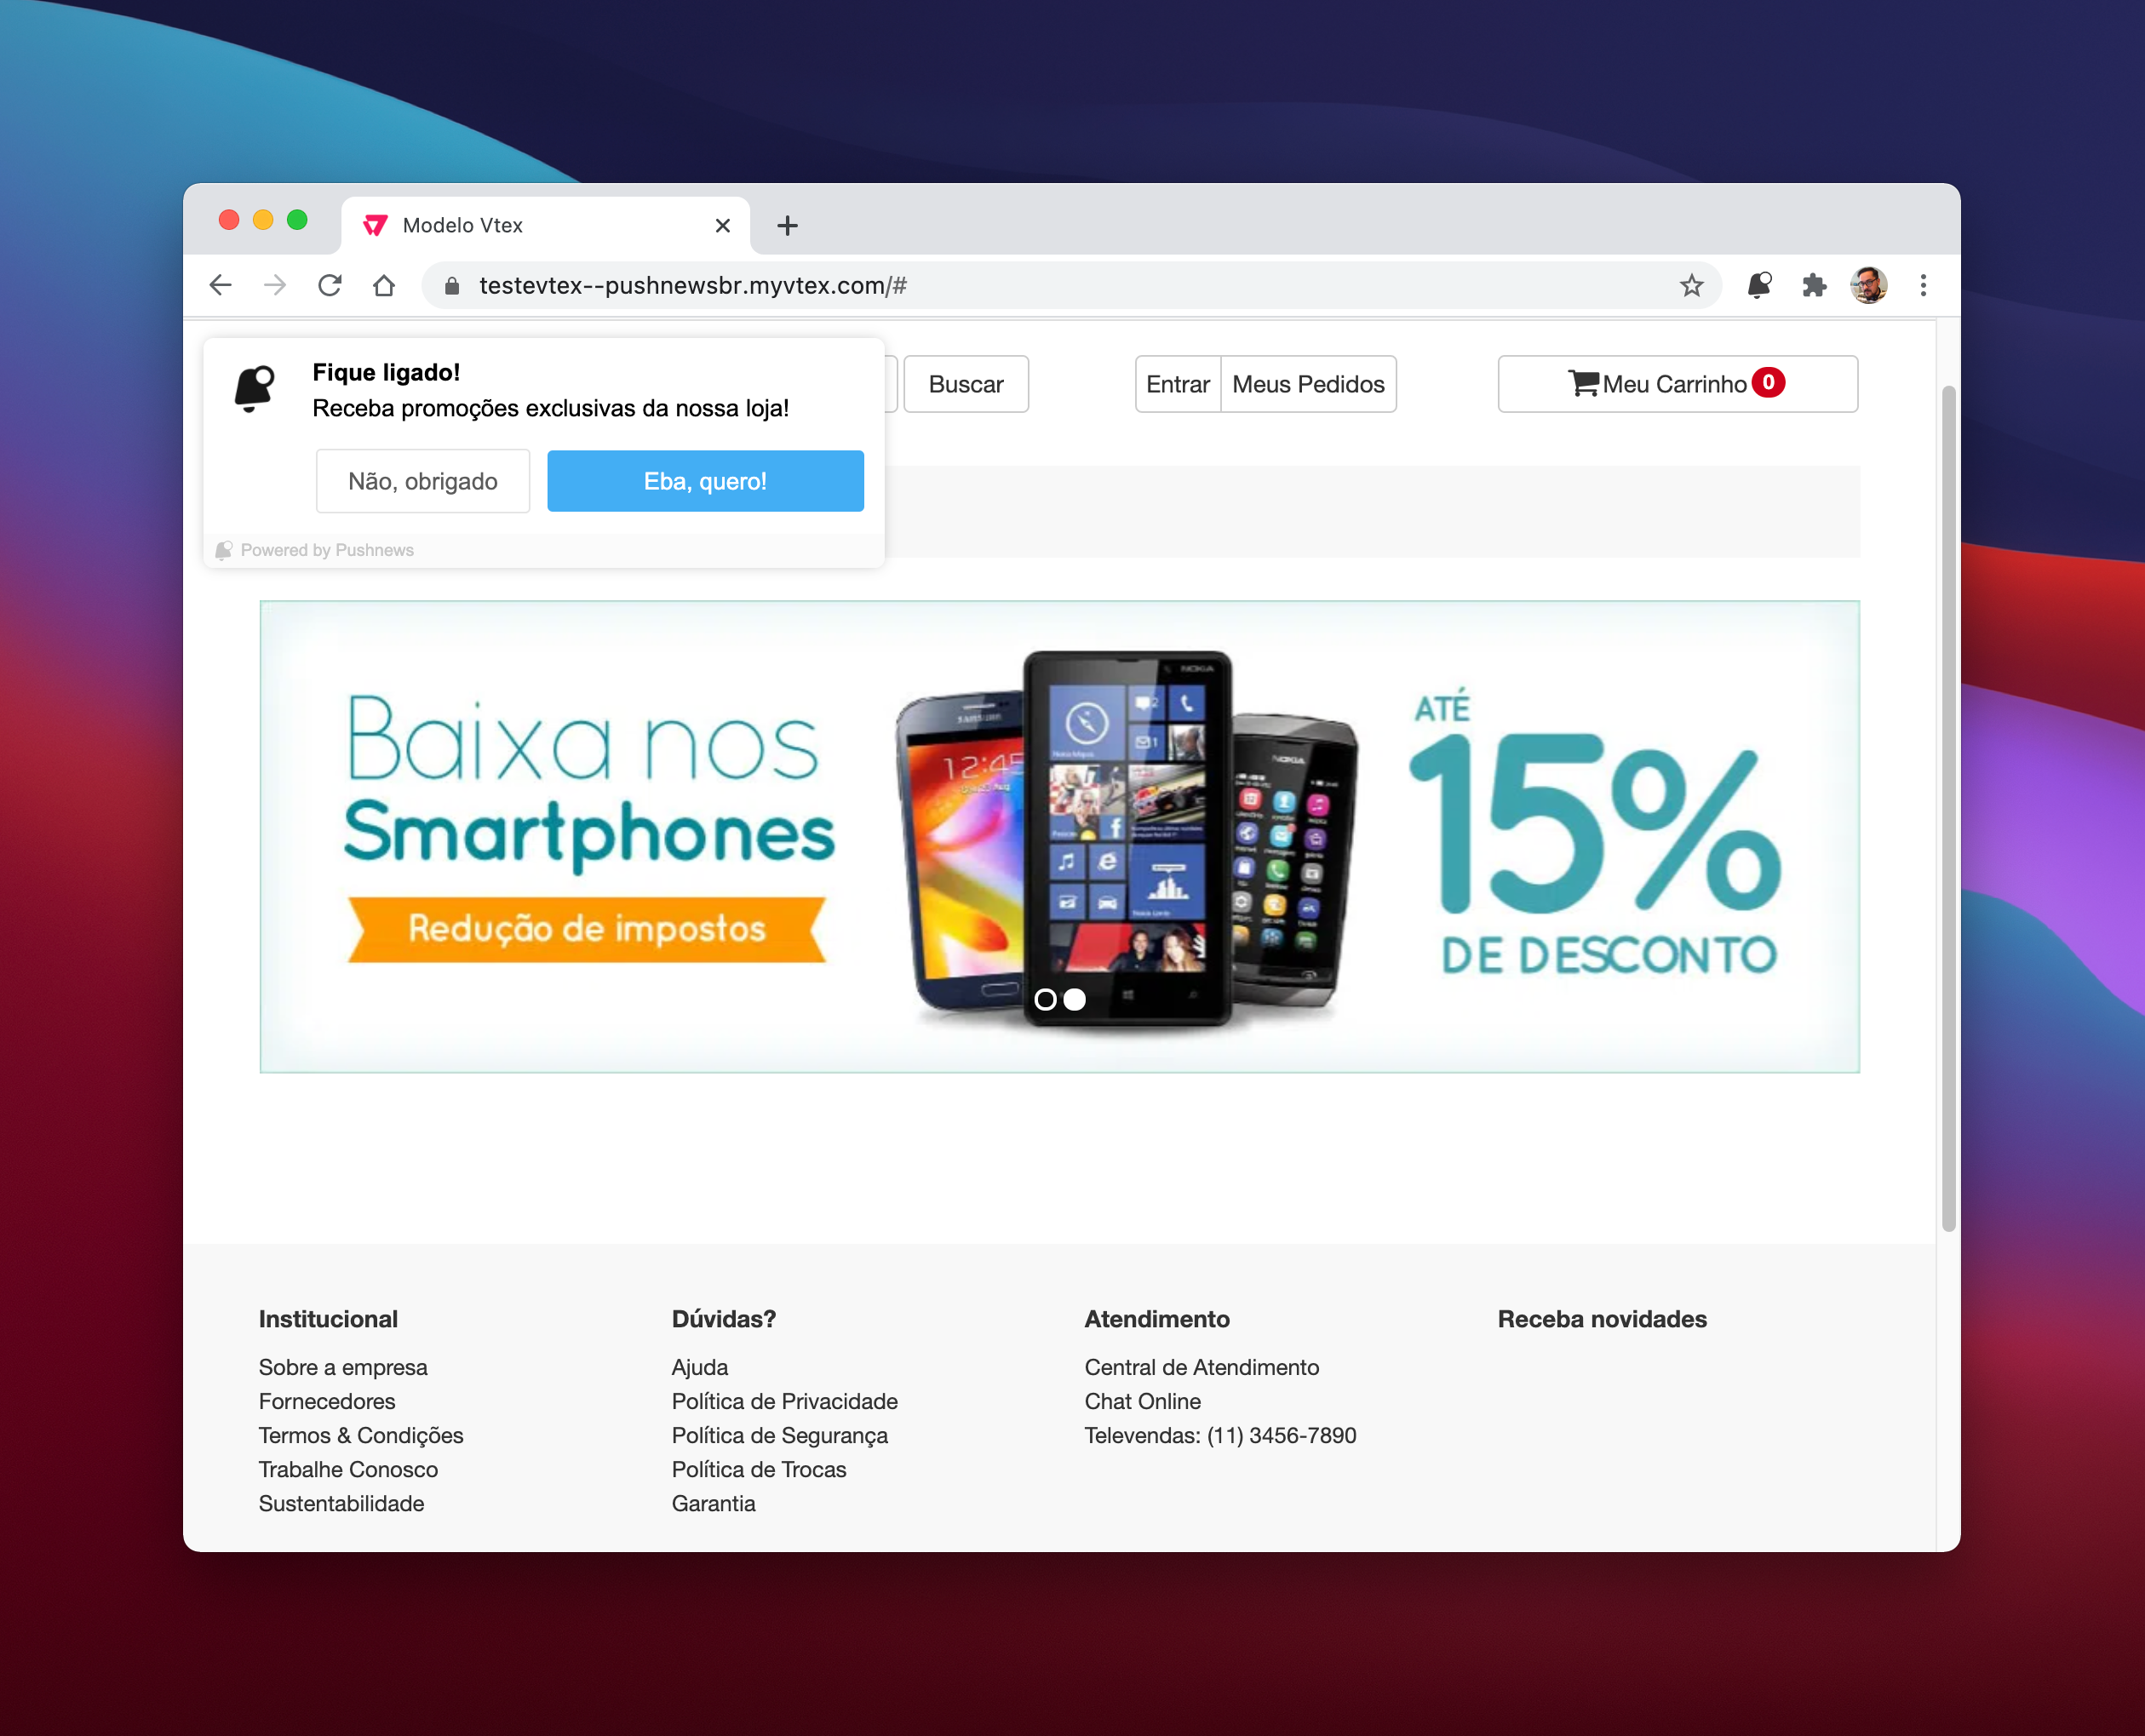 Modelo Vtex
testevtex--pushnewsbr.myvtex.com/#
Fique ligado!
Receba promoções exclusivas da nossa loja!
Não, obrigado
Eba, quero!
Powered by Pushnews
Buscar
Entrar
Meus Pedidos
Meu Carrinho 0
Baixa nos
Smartphones
Redução de impostos
SAMSUNG
12:45
NOKIA
NOKIA
ATÉ
15%
DE DESCONTO
Institucional
Sobre a empresa
Fornecedores
Termos & Condições
Trabalhe Conosco
Sustentabilidade
Dúvidas?
Ajuda
Política de Privacidade
Política de Segurança
Política de Trocas
Garantia
Atendimento
Central de Atendimento
Chat Online
Televendas: (11) 3456-7890
Receba novidades